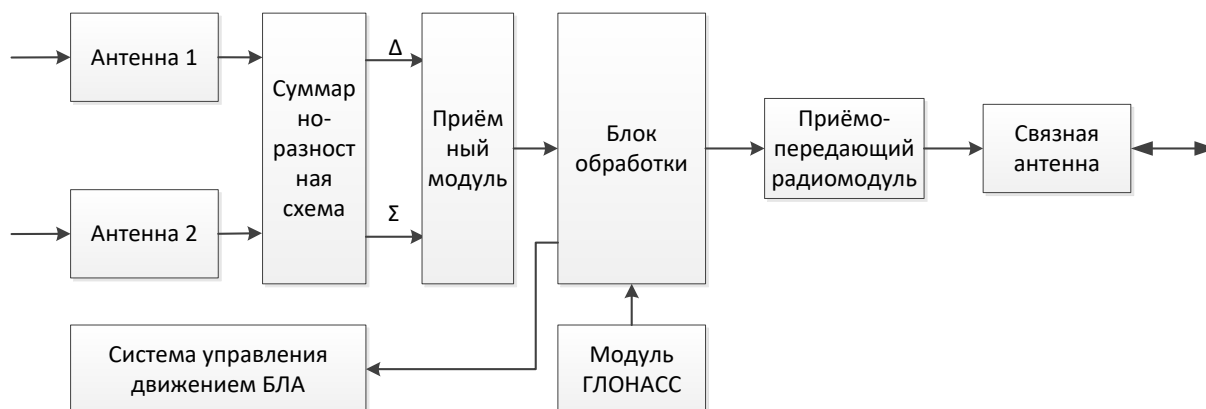 Антенна 1
Антенна 2
Суммар
но-
разност
ная
схема
Δ
Σ
Приём
ный
модуль
Блок
обработки
Приёмо-
передающий
радиомодуль
Связная
антенна
Система управления
движением БЛА
Модуль
ГЛОНАСС